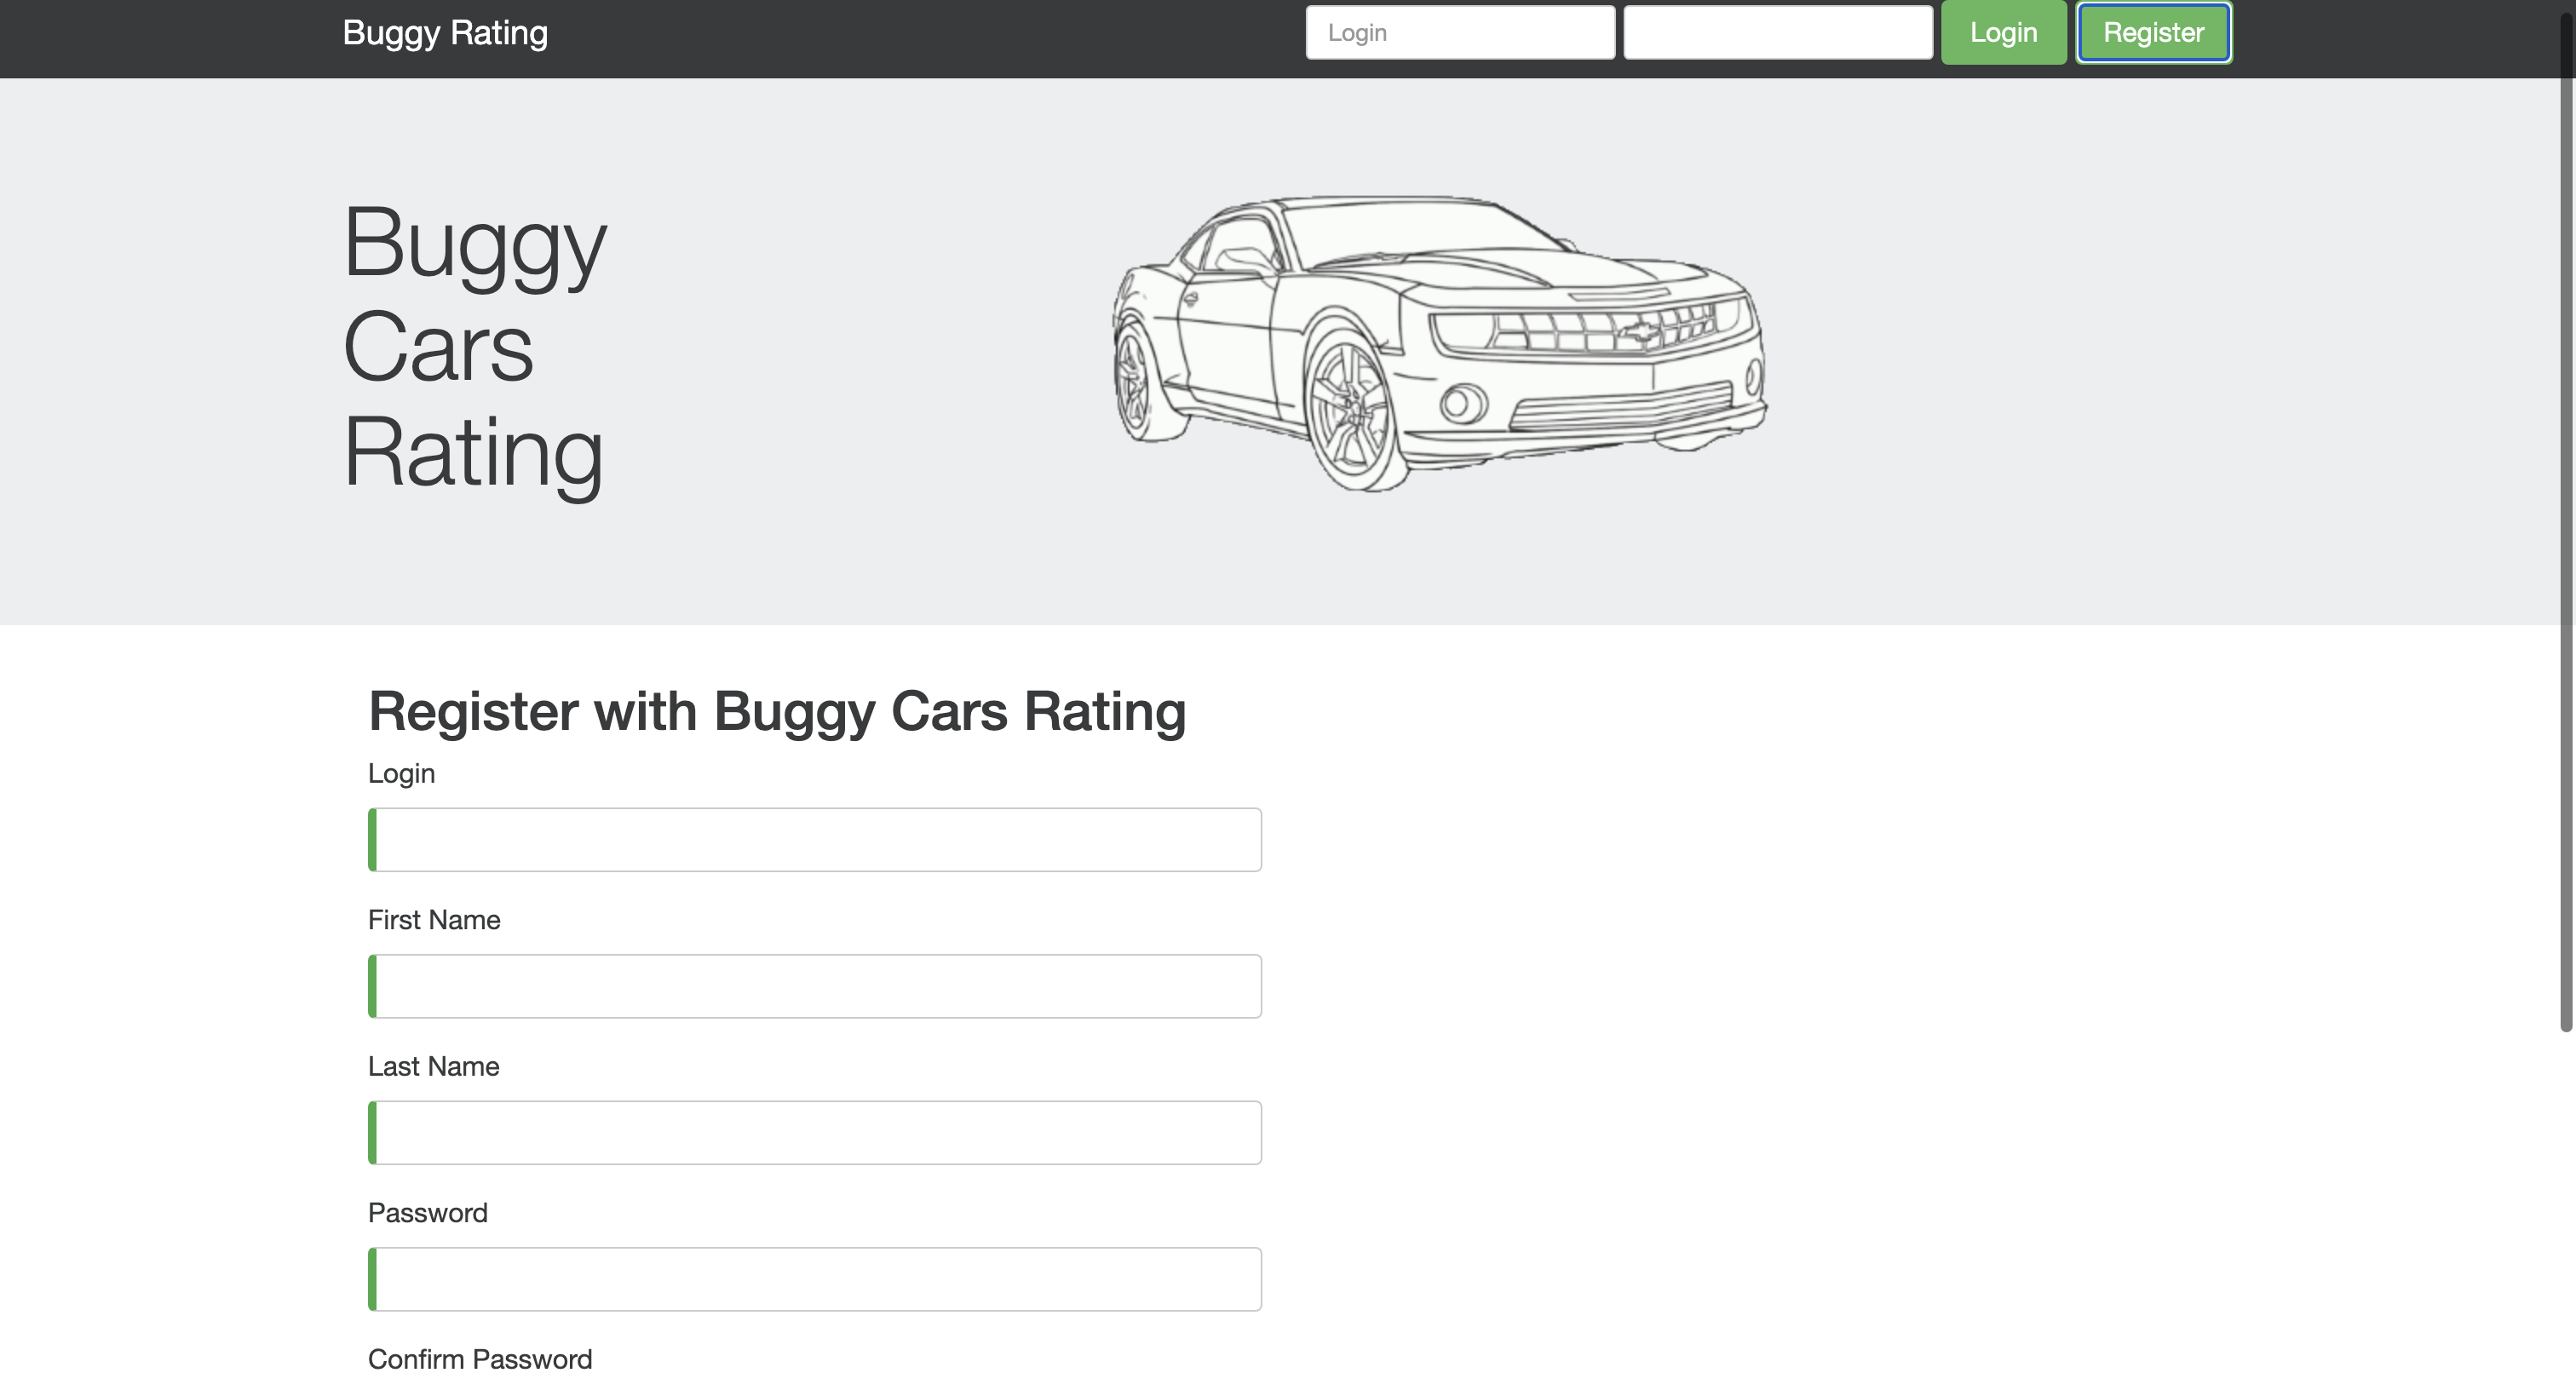 Buggy Rating
Login
Login
Register
Buggy
Cars
Rating
Register with Buggy Cars Rating
Login
First Name
Last Name
Password
Confirm Password